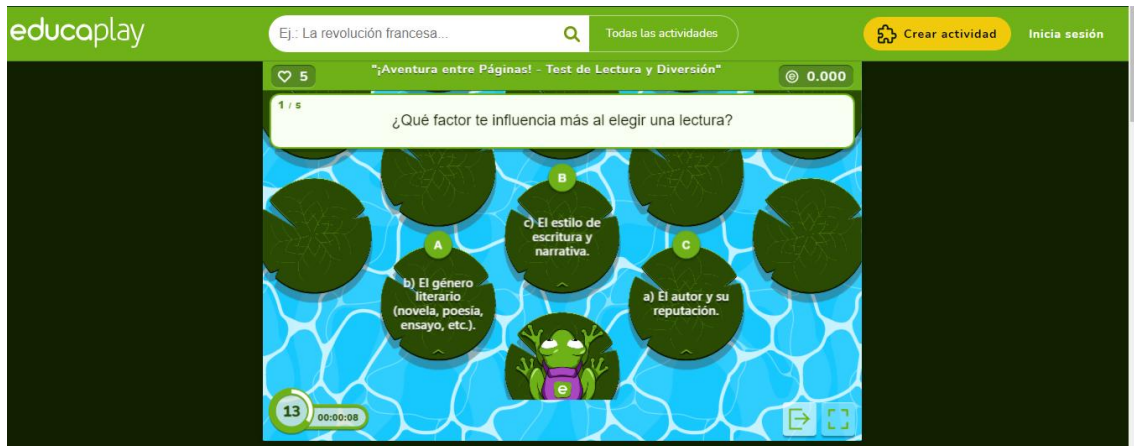 educaplay
Ej.: La revolución francesa...
Todas las actividades
Crear actividad
Inicia sesión
5
"¡Aventura entre Páginas! - Test de Lectura y Diversión"
e 0.000
1 / 5
¿Qué factor te influencia más al elegir una lectura?
A
b) El género
literario
(novela, poesía,
ensayo, etc.).
B
c) El estilo de
escritura y
narrativa.
C
a) El autor y su
reputación.
e
13
00:00:08